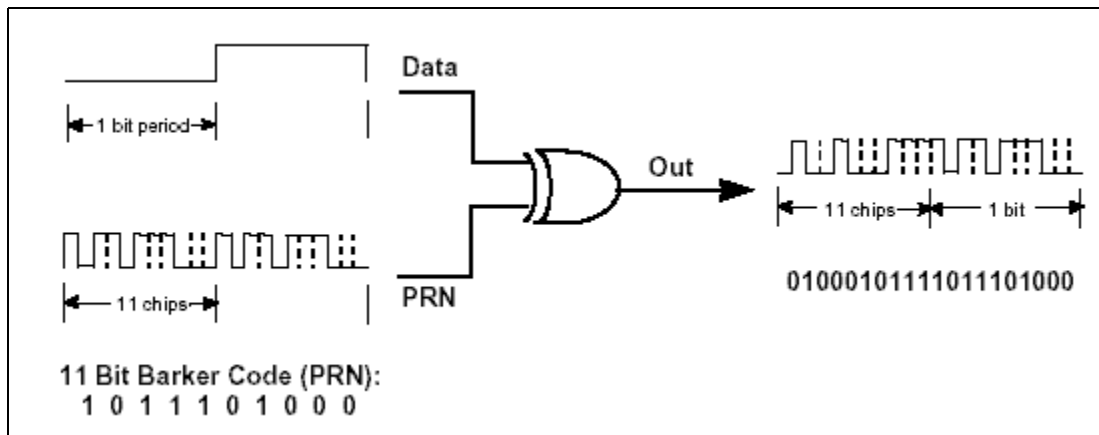 Data
1 bit period
Out
11 chips
1 bit
11 chips
PRN
01000101111011101000
11 Bit Barker Code (PRN):
1 0 1 1 1 0 1 0 0 0